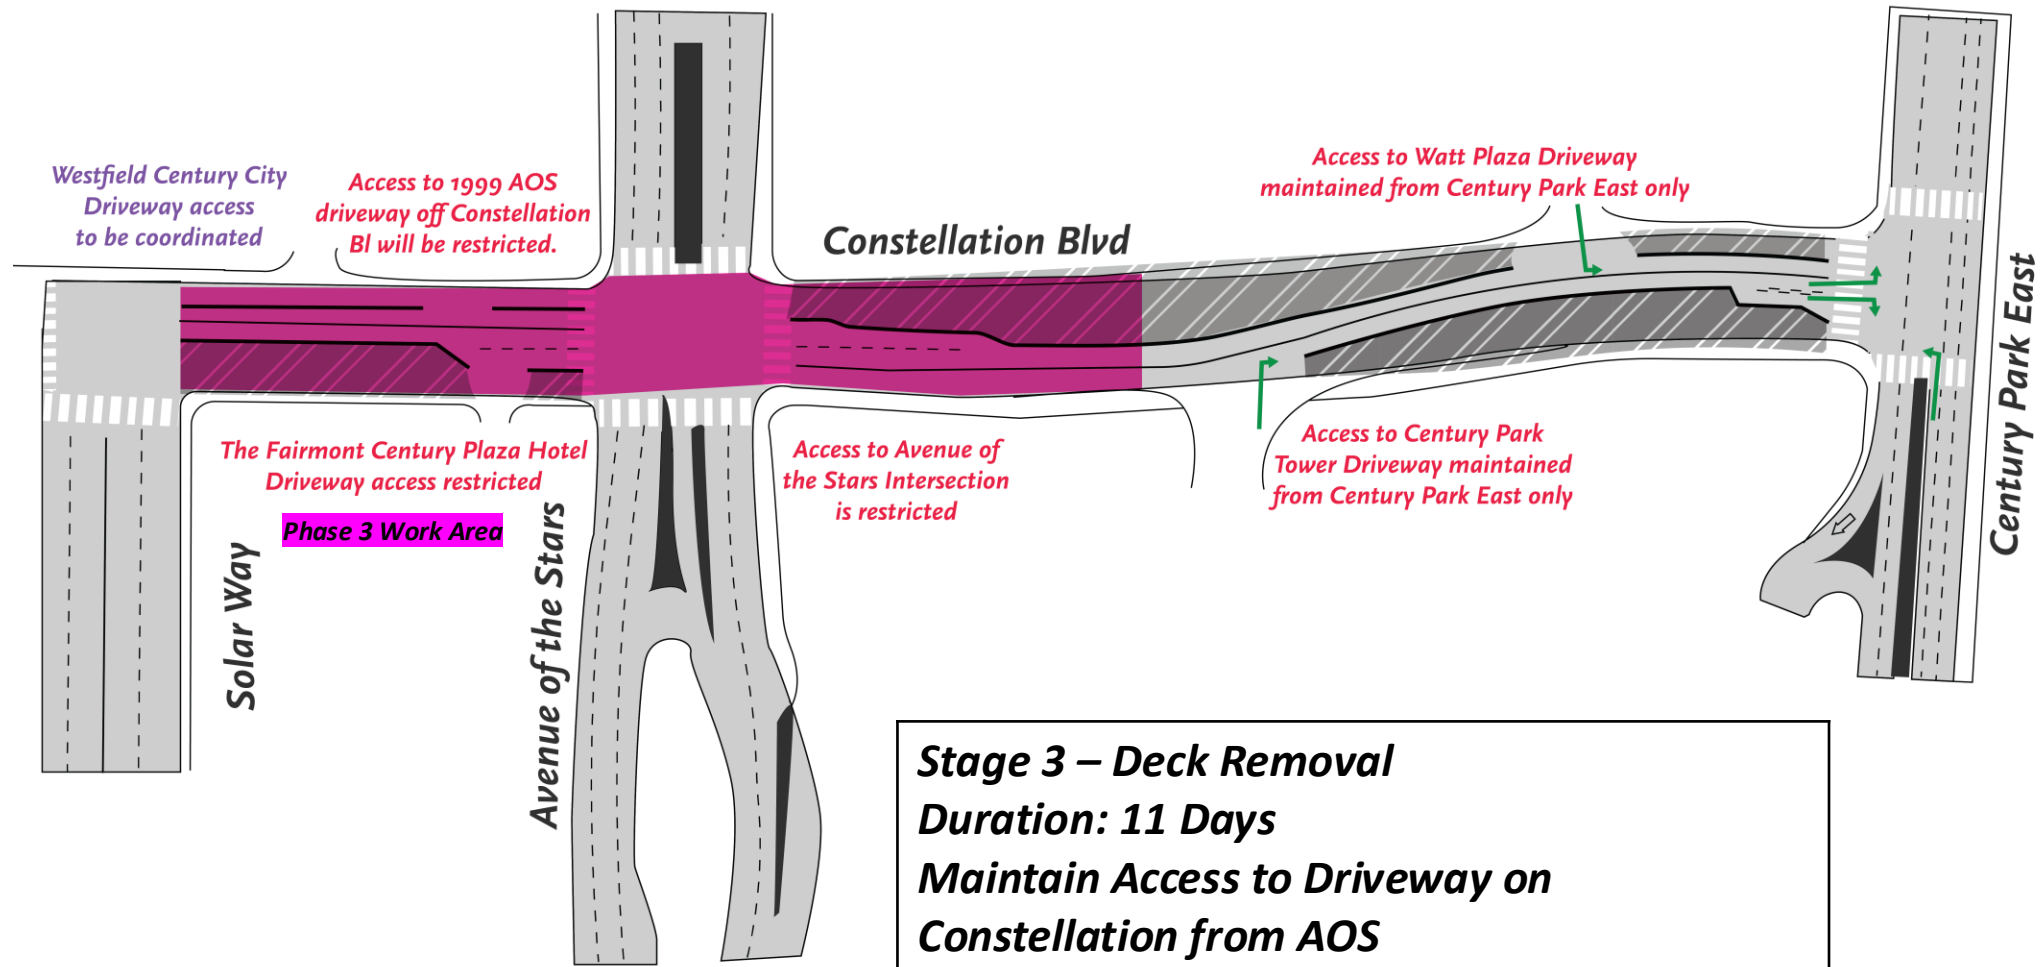 Westfield Century City
Driveway access
to be coordinated
Access to 1999 AOS
driveway off Constellation
Bl will be restricted.
Constellation Blvd
Access to Watt Plaza Driveway
maintained from Century Park East only
Century Park East
The Fairmont Century Plaza Hotel
Driveway access restricted
Phase 3 Work Area
Access to Avenue of
the Stars Intersection
is restricted
Access to Century Park
Tower Driveway maintained
from Century Park East only
Solar Way
Avenue of the Stars
Stage 3 – Deck Removal
Duration: 11 Days
Maintain Access to Driveway on
Constellation from AOS